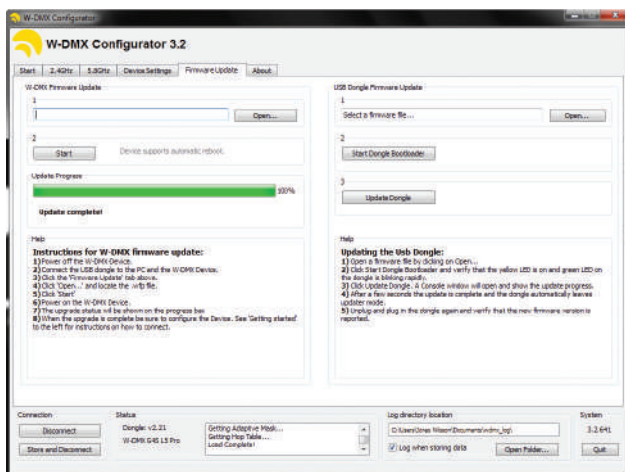 W-DMX Configurator
W-DMX Configurator 3.2
Start 2.4GHz 5.8GHz Device Settings Firmware Update About
W-DMX Firmware Update
1
Open...
2
Start
Device supports automatic reboot.
Update Progress
100%
Update complete!
Help
Instructions for W-DMX firmware update:
1) Power off the W-DMX Device.
2) Connect the USB dongle to the PC and the W-DMX Device.
3) Click the 'Firmware Update' tab above.
4) Click 'Open...' and locate the .wfp file.
5) Click 'Start'
6) Power on the W-DMX Device.
7) The upgrade status will be shown on the progress bar
8) When the upgrade is complete be sure to configure the Device. See 'Getting started'
to the left for instructions on how to connect.
USB Dongle Firmware Update
1
Select a firmware file...
Open...
2
Start Dongle Bootloader
3
Update Dongle
Help
Updating the Usb Dongle:
1) Open a firmware file by clicking on Open...
2) Click Start Dongle Bootloader and verify that the yellow LED is on and green LED on
the dongle is blinking rapidly.
3) Click Update Dongle. A Console window will open and show the update progress.
4) After a few seconds the update is complete and the dongle automatically leaves
updater mode.
5) Unplug and plug in the dongle again and verify that the new firmware version is
reported.
Connection
Disconnect
Store and Disconnect
Status
Dongle: v2.21
W-DMX G4S L5 Pro
Getting Adaptive Mask...
Getting Hop Table...
Load Complete!
Log directory location
C:\Users\Jonas Nilsson\Documents\wdmx_log\
Log when storing data
Open Folder...
System
3.2.641
Quit